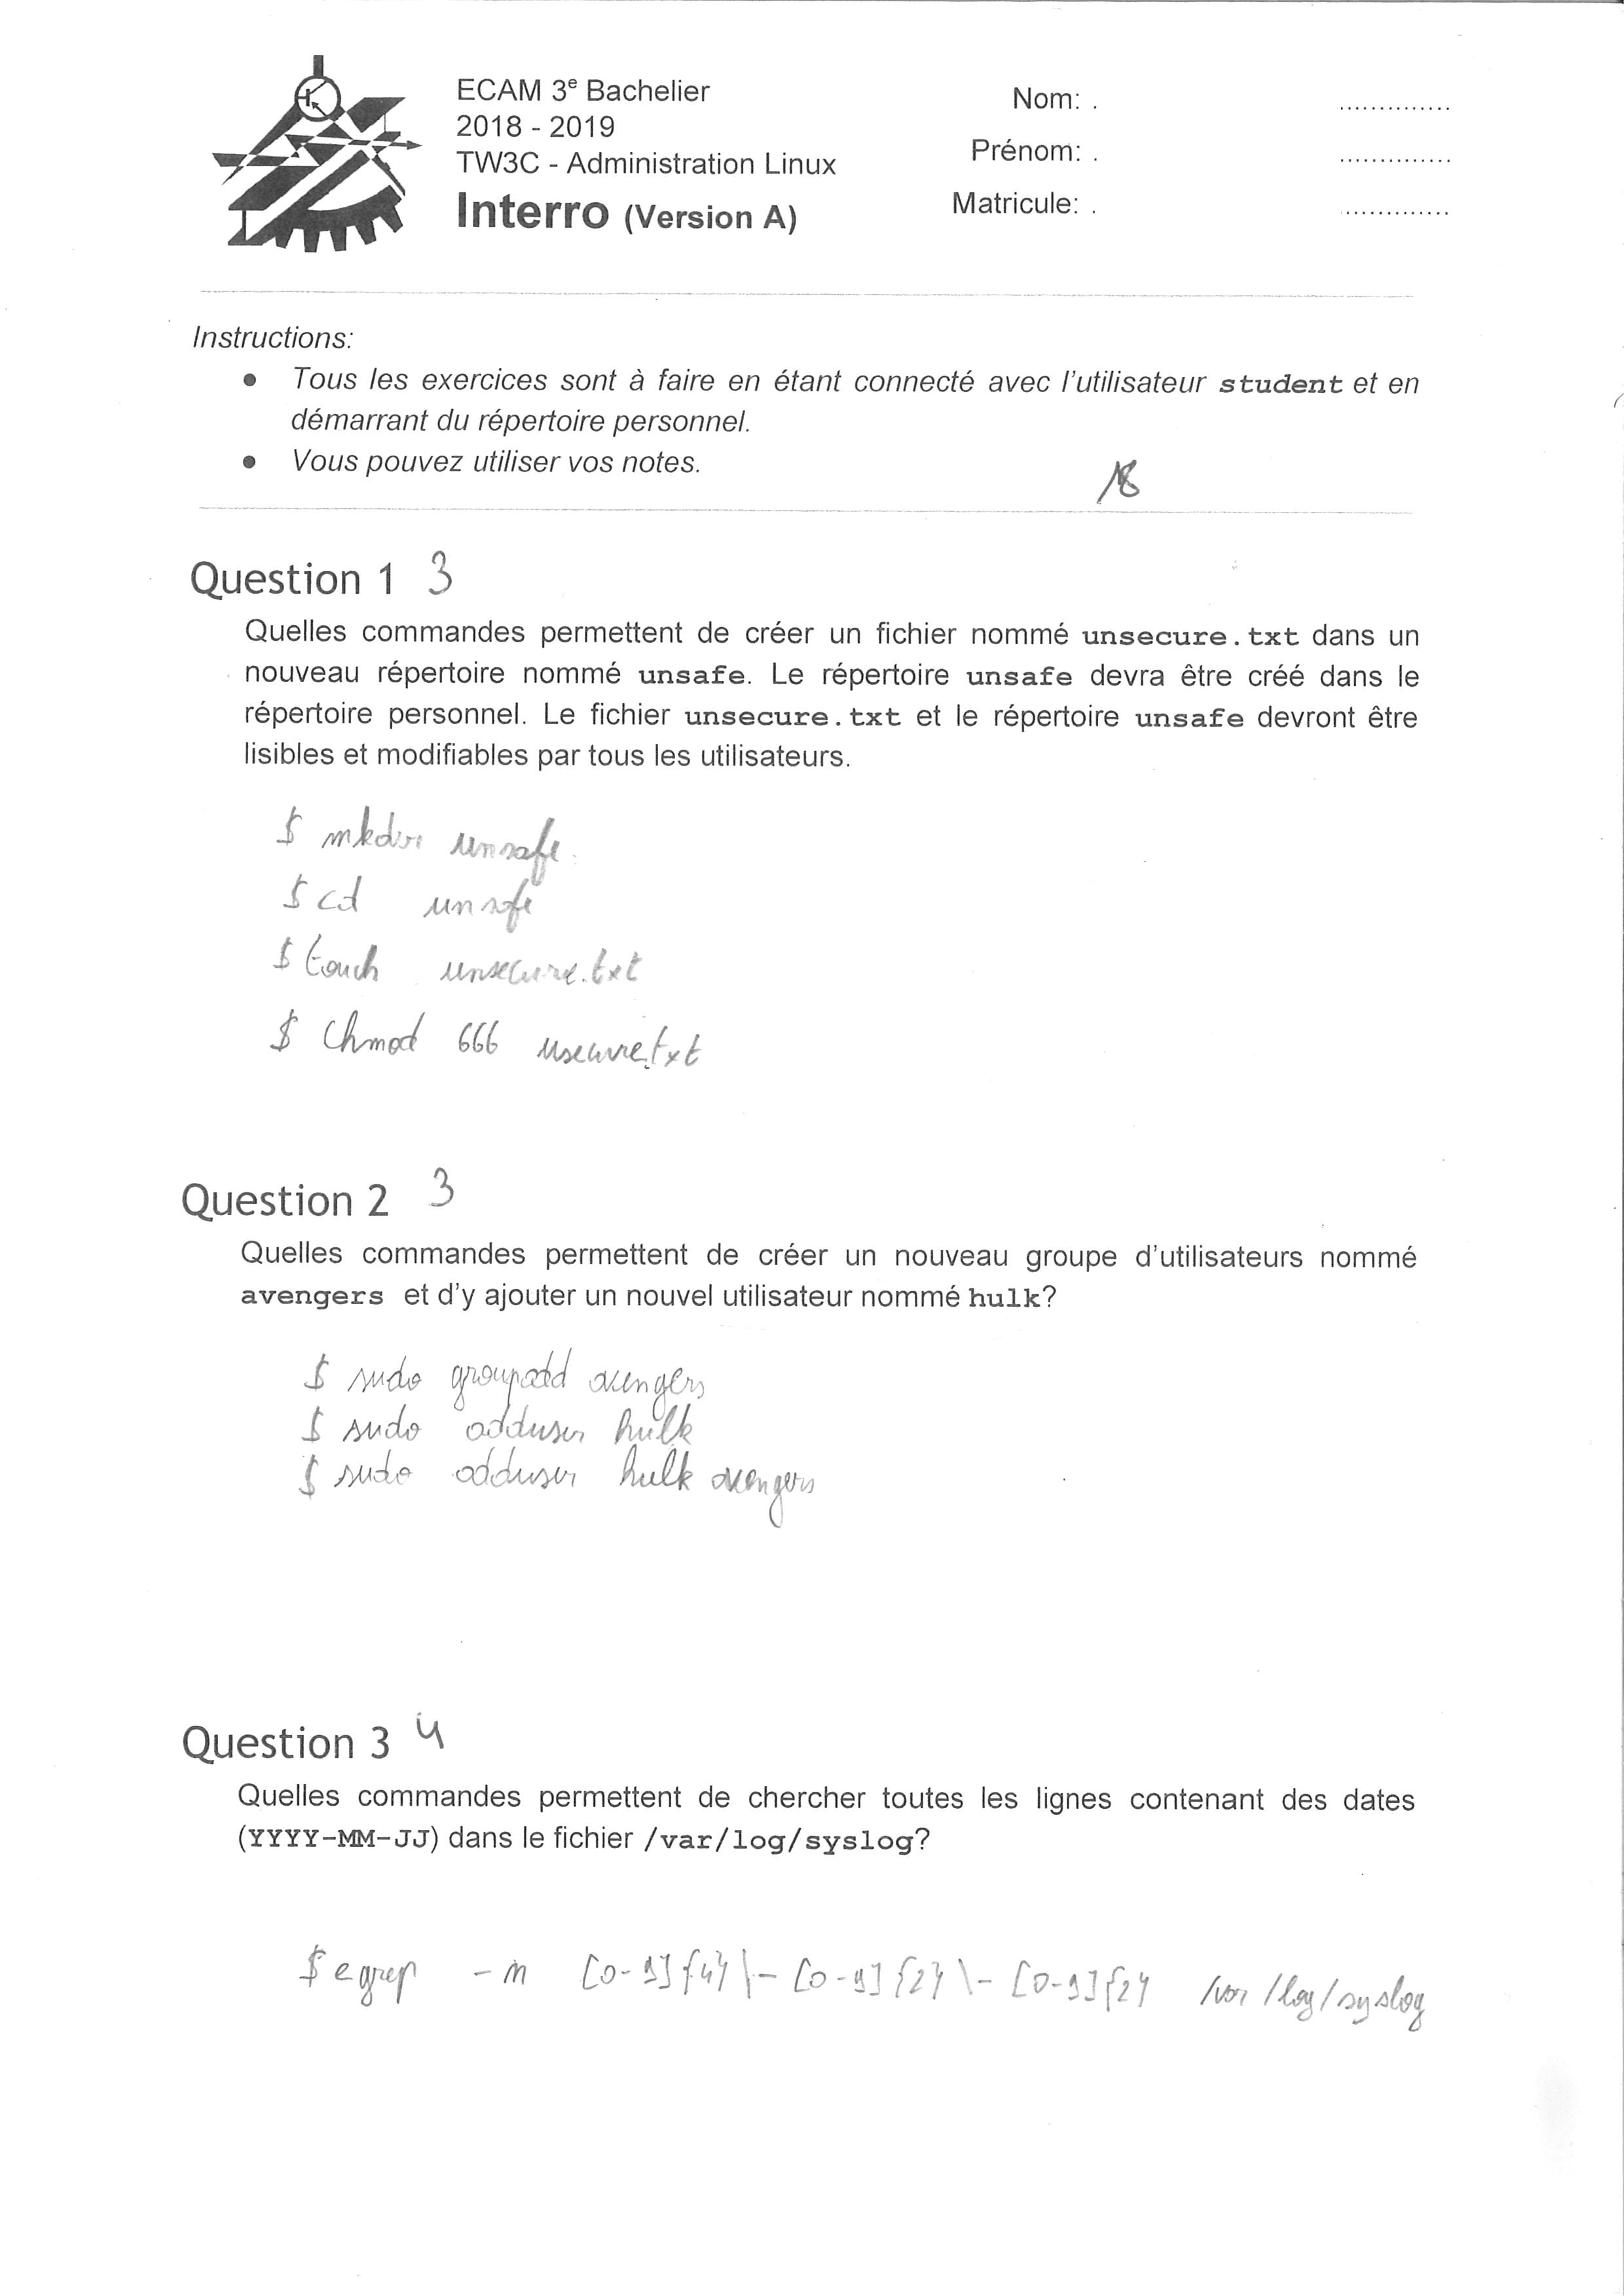 ECAM 3e Bachelier
2018 - 2019
TW3C - Administration Linux
Interro (Version A)
Nom: . ..............
Prénom: . ..............
Matricule: . .............
Instructions:
● Tous les exercices sont à faire en étant connecté avec l'utilisateur student et en
démarrant du répertoire personnel.
● Vous pouvez utiliser vos notes.
18
Question 1 3
Quelles commandes permettent de créer un fichier nommé unsecure.txt dans un
nouveau répertoire nommé unsafe. Le répertoire unsafe devra être créé dans le
répertoire personnel. Le fichier unsecure.txt et le répertoire unsafe devront être
lisibles et modifiables par tous les utilisateurs.
$ mkdir unsafe
$ cd unsafe
$ touch unsecure.txt
$ chmod 666 usecure.txt
Question 2 3
Quelles commandes permettent de créer un nouveau groupe d'utilisateurs nommé
avengers et d'y ajouter un nouvel utilisateur nommé hulk?
$ sudo groupadd avengers
$ sudo adduser hulk
$ sudo adduser hulk avengers
Question 3 4
Quelles commandes permettent de chercher toutes les lignes contenant des dates
(YYYY-MM-JJ) dans le fichier /var/log/syslog?
$ egrep -n [0-9]{4}\-[0-9]{2}\-[0-9]{2} /var/log/syslog